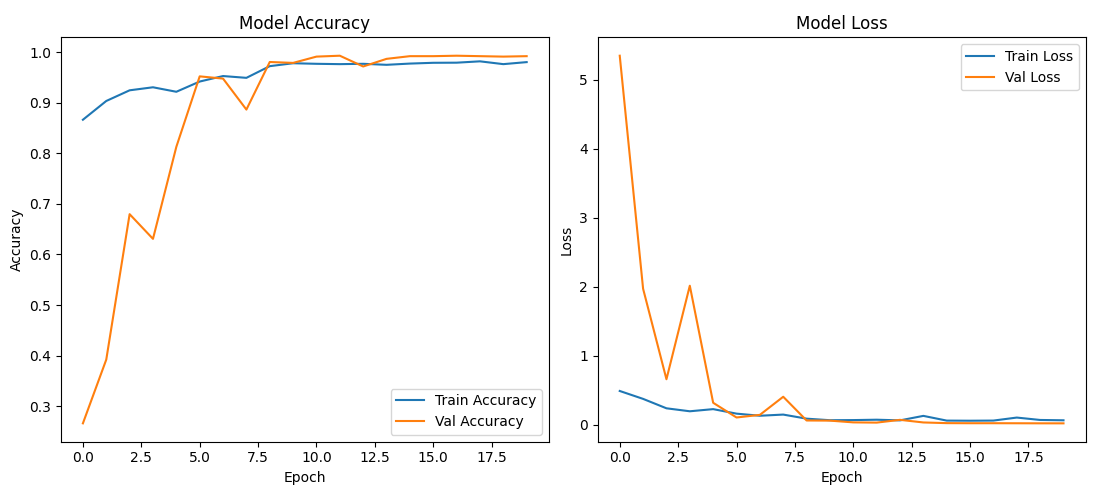 Model Accuracy
1.0
0.9
0.8
0.7
0.6
0.5
0.4
0.3
Accuracy
0.0 2.5 5.0 7.5 10.0 12.5 15.0 17.5
Epoch
Train Accuracy
Val Accuracy
Model Loss
5
4
3
2
1
0
Loss
0.0 2.5 5.0 7.5 10.0 12.5 15.0 17.5
Epoch
Train Loss
Val Loss